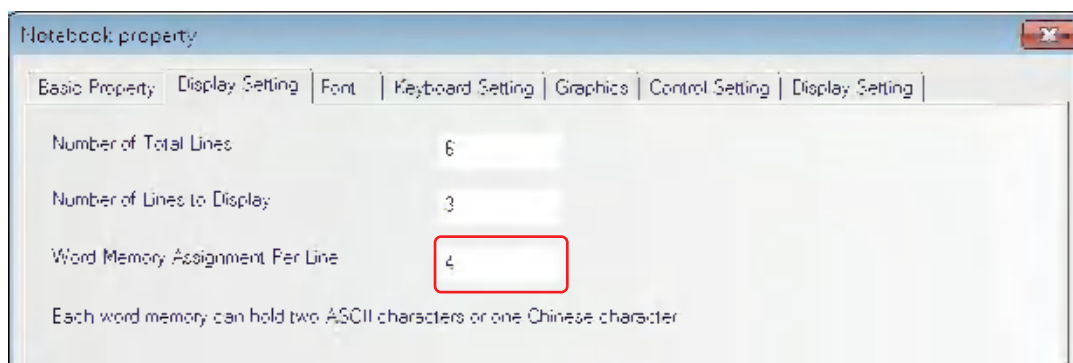 Notebook property
Basic Property Display Setting Font Keyboard Setting Graphics Control Setting Display Setting
Number of Total Lines 6
Number of Lines to Display 3
Word Memory Assignment Per Line 4
Each word memory can hold two ASCII characters or one Chinese character